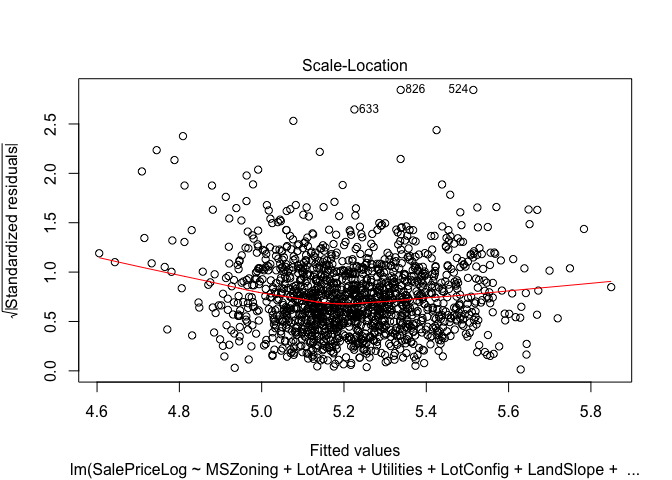 Scale-Location
√|Standardized residuals|
0.0 0.5 1.0 1.5 2.0 2.5
826 524
633
4.6 4.8 5.0 5.2 5.4 5.6 5.8
Fitted values
lm(SalePriceLog ~ MSZoning + LotArea + Utilities + LotConfig + LandSlope + ...